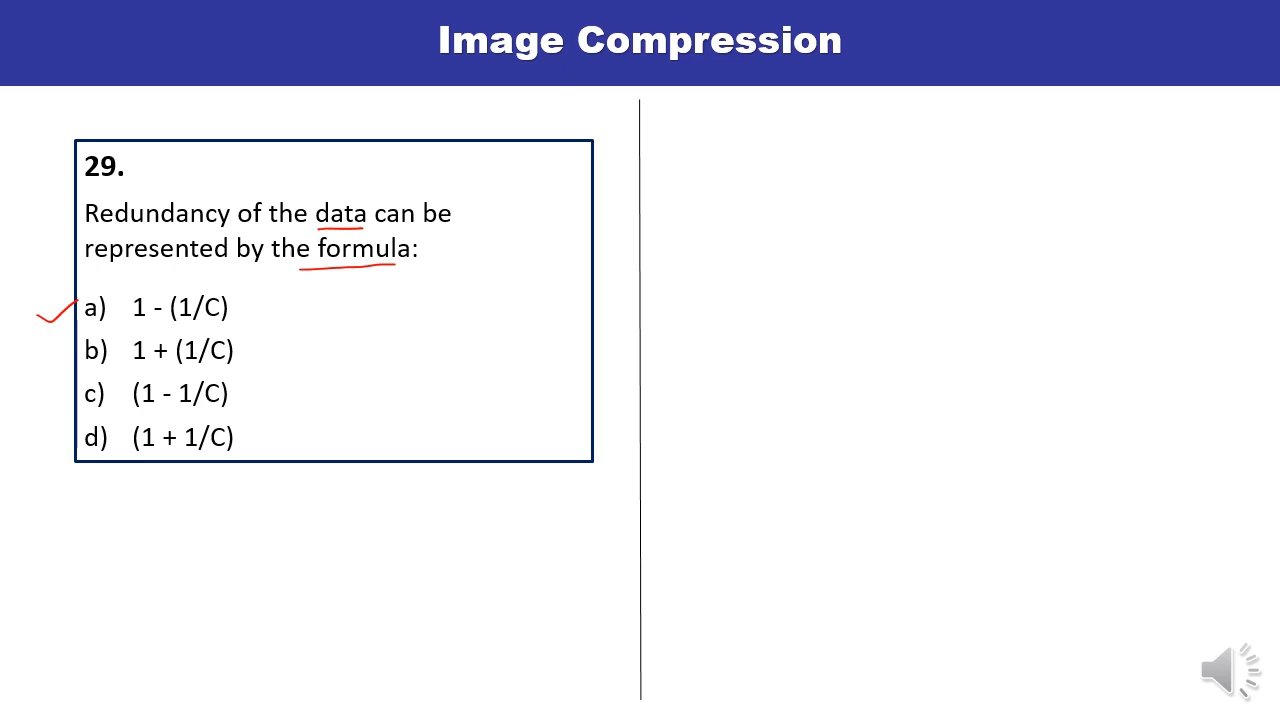 Image Compression
29.
Redundancy of the data can be
represented by the formula:
a) 1 - (1/C)
b) 1 + (1/C)
c) (1 - 1/C)
d) (1 + 1/C)